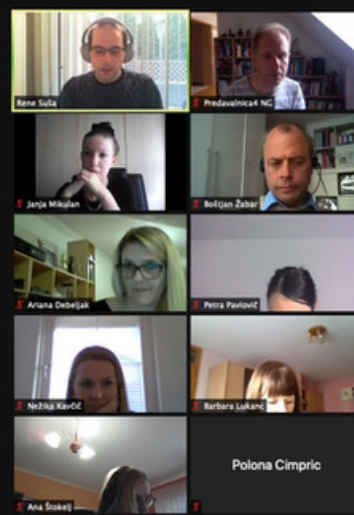 Rene Suša
Predavalnica4 NG
Janja Mikulan
Boštjan Žabar
Ariana Debeljak
Petra Pavlovič
Nežika Kavčič
Barbara Lukanc
Ana Štokelj
Polona Cimpric